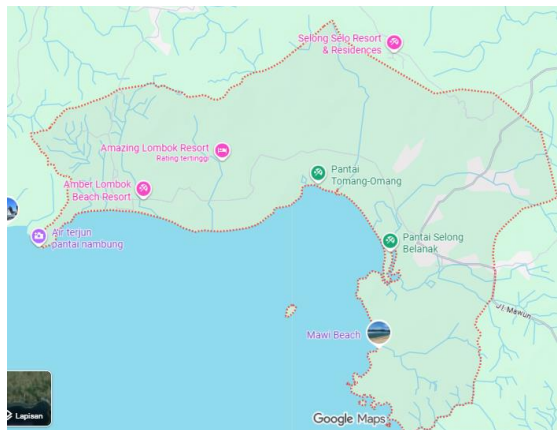 Selong Selo Resort
& Residences
Amazing Lombok Resort
Rating tertinggi
Pantai
Tomang-Omang
Amber Lombok
Beach Resort
Air terjun
pantai nambung
Pantai Selong
Belanak
Jl. Mawun
Mawi Beach
Lapisan
Google Maps